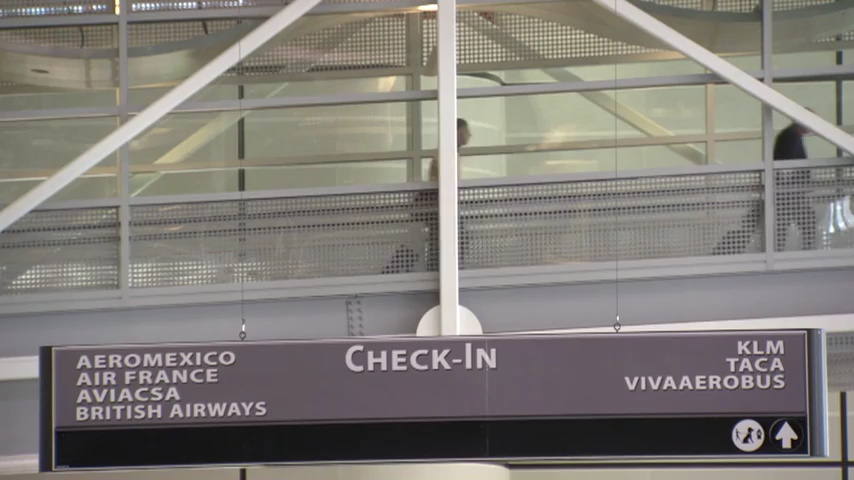 CHECK-IN
AEROMEXICO
AIR FRANCE
AVIACSA
BRITISH AIRWAYS
KLM
TACA
VIVAAEROBUS